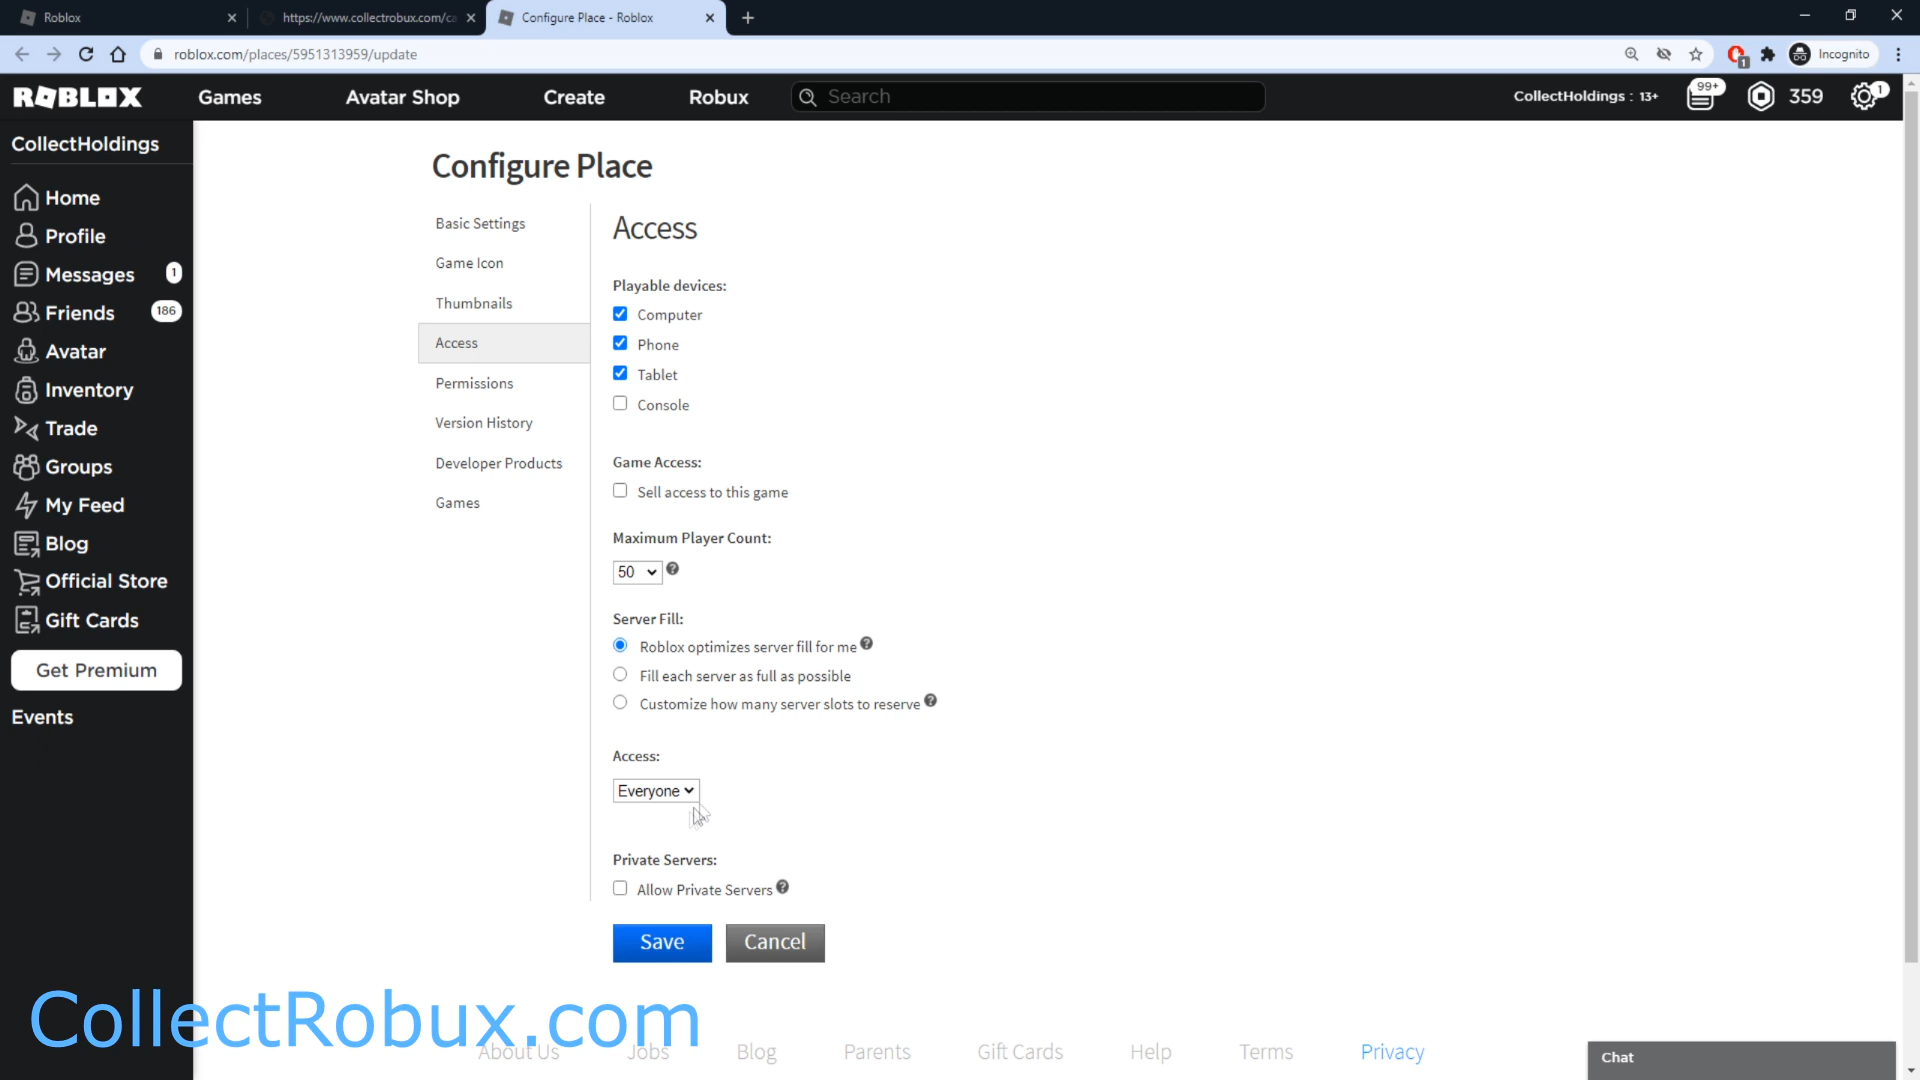 Roblox
https://www.collectrobux.com/ca
Configure Place - Roblox
roblox.com/places/5951313959/update
1
Incognito
ROBLOX
Games
Avatar Shop
Create
Robux
Search
CollectHoldings : 13+
99+
359
1
CollectHoldings
Home
Profile
Messages 1
Friends 186
Avatar
Inventory
Trade
Groups
My Feed
Blog
Official Store
Gift Cards
Get Premium
Events
Configure Place
Basic Settings
Game Icon
Thumbnails
Access
Permissions
Version History
Developer Products
Games
Access
Playable devices:
Computer
Phone
Tablet
Console
Game Access:
Sell access to this game
Maximum Player Count:
50
Server Fill:
Roblox optimizes server fill for me
Fill each server as full as possible
Customize how many server slots to reserve
Access:
Everyone
Private Servers:
Allow Private Servers
Save
Cancel
CollectRobux.com
About Us
Jobs
Blog
Parents
Gift Cards
Help
Terms
Privacy
Chat